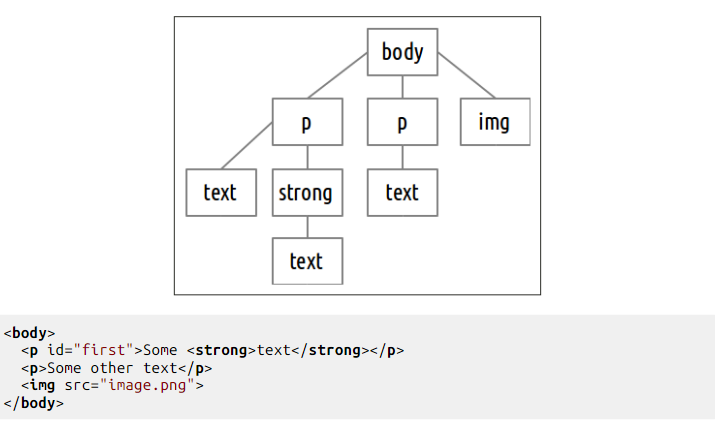 body
p
p
img
text
strong
text
text
<body>
  <p id="first">Some <strong>text</strong></p>
  <p>Some other text</p>
  <img src="image.png">
</body>